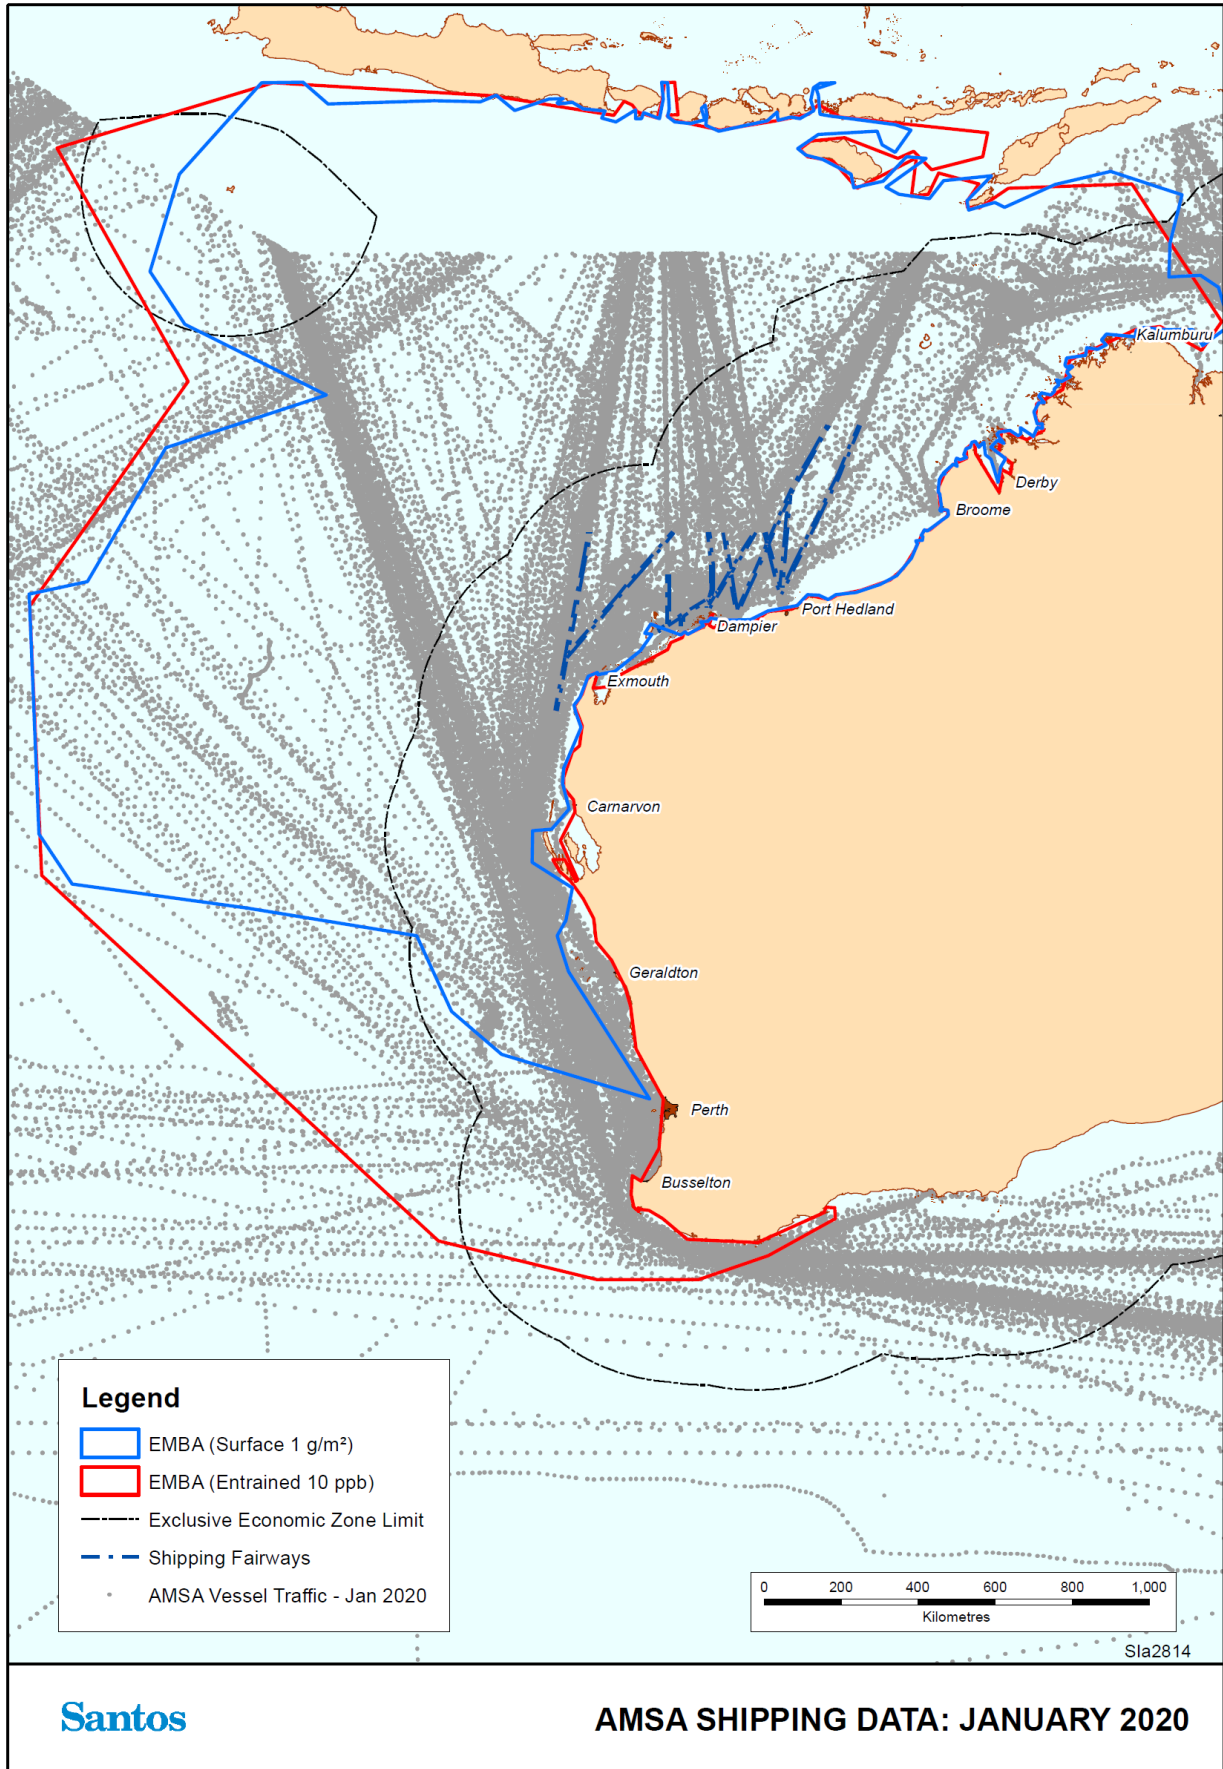 Kalumburu
Derby
Broome
Port Hedland
Dampier
Exmouth
Carnarvon
Geraldton
Perth
Busselton
Legend
EMBA (Surface 1 g/m²)
EMBA (Entrained 10 ppb)
Exclusive Economic Zone Limit
Shipping Fairways
AMSA Vessel Traffic - Jan 2020
0 200 400 600 800 1,000
Kilometres
Sla2814
Santos
AMSA SHIPPING DATA: JANUARY 2020